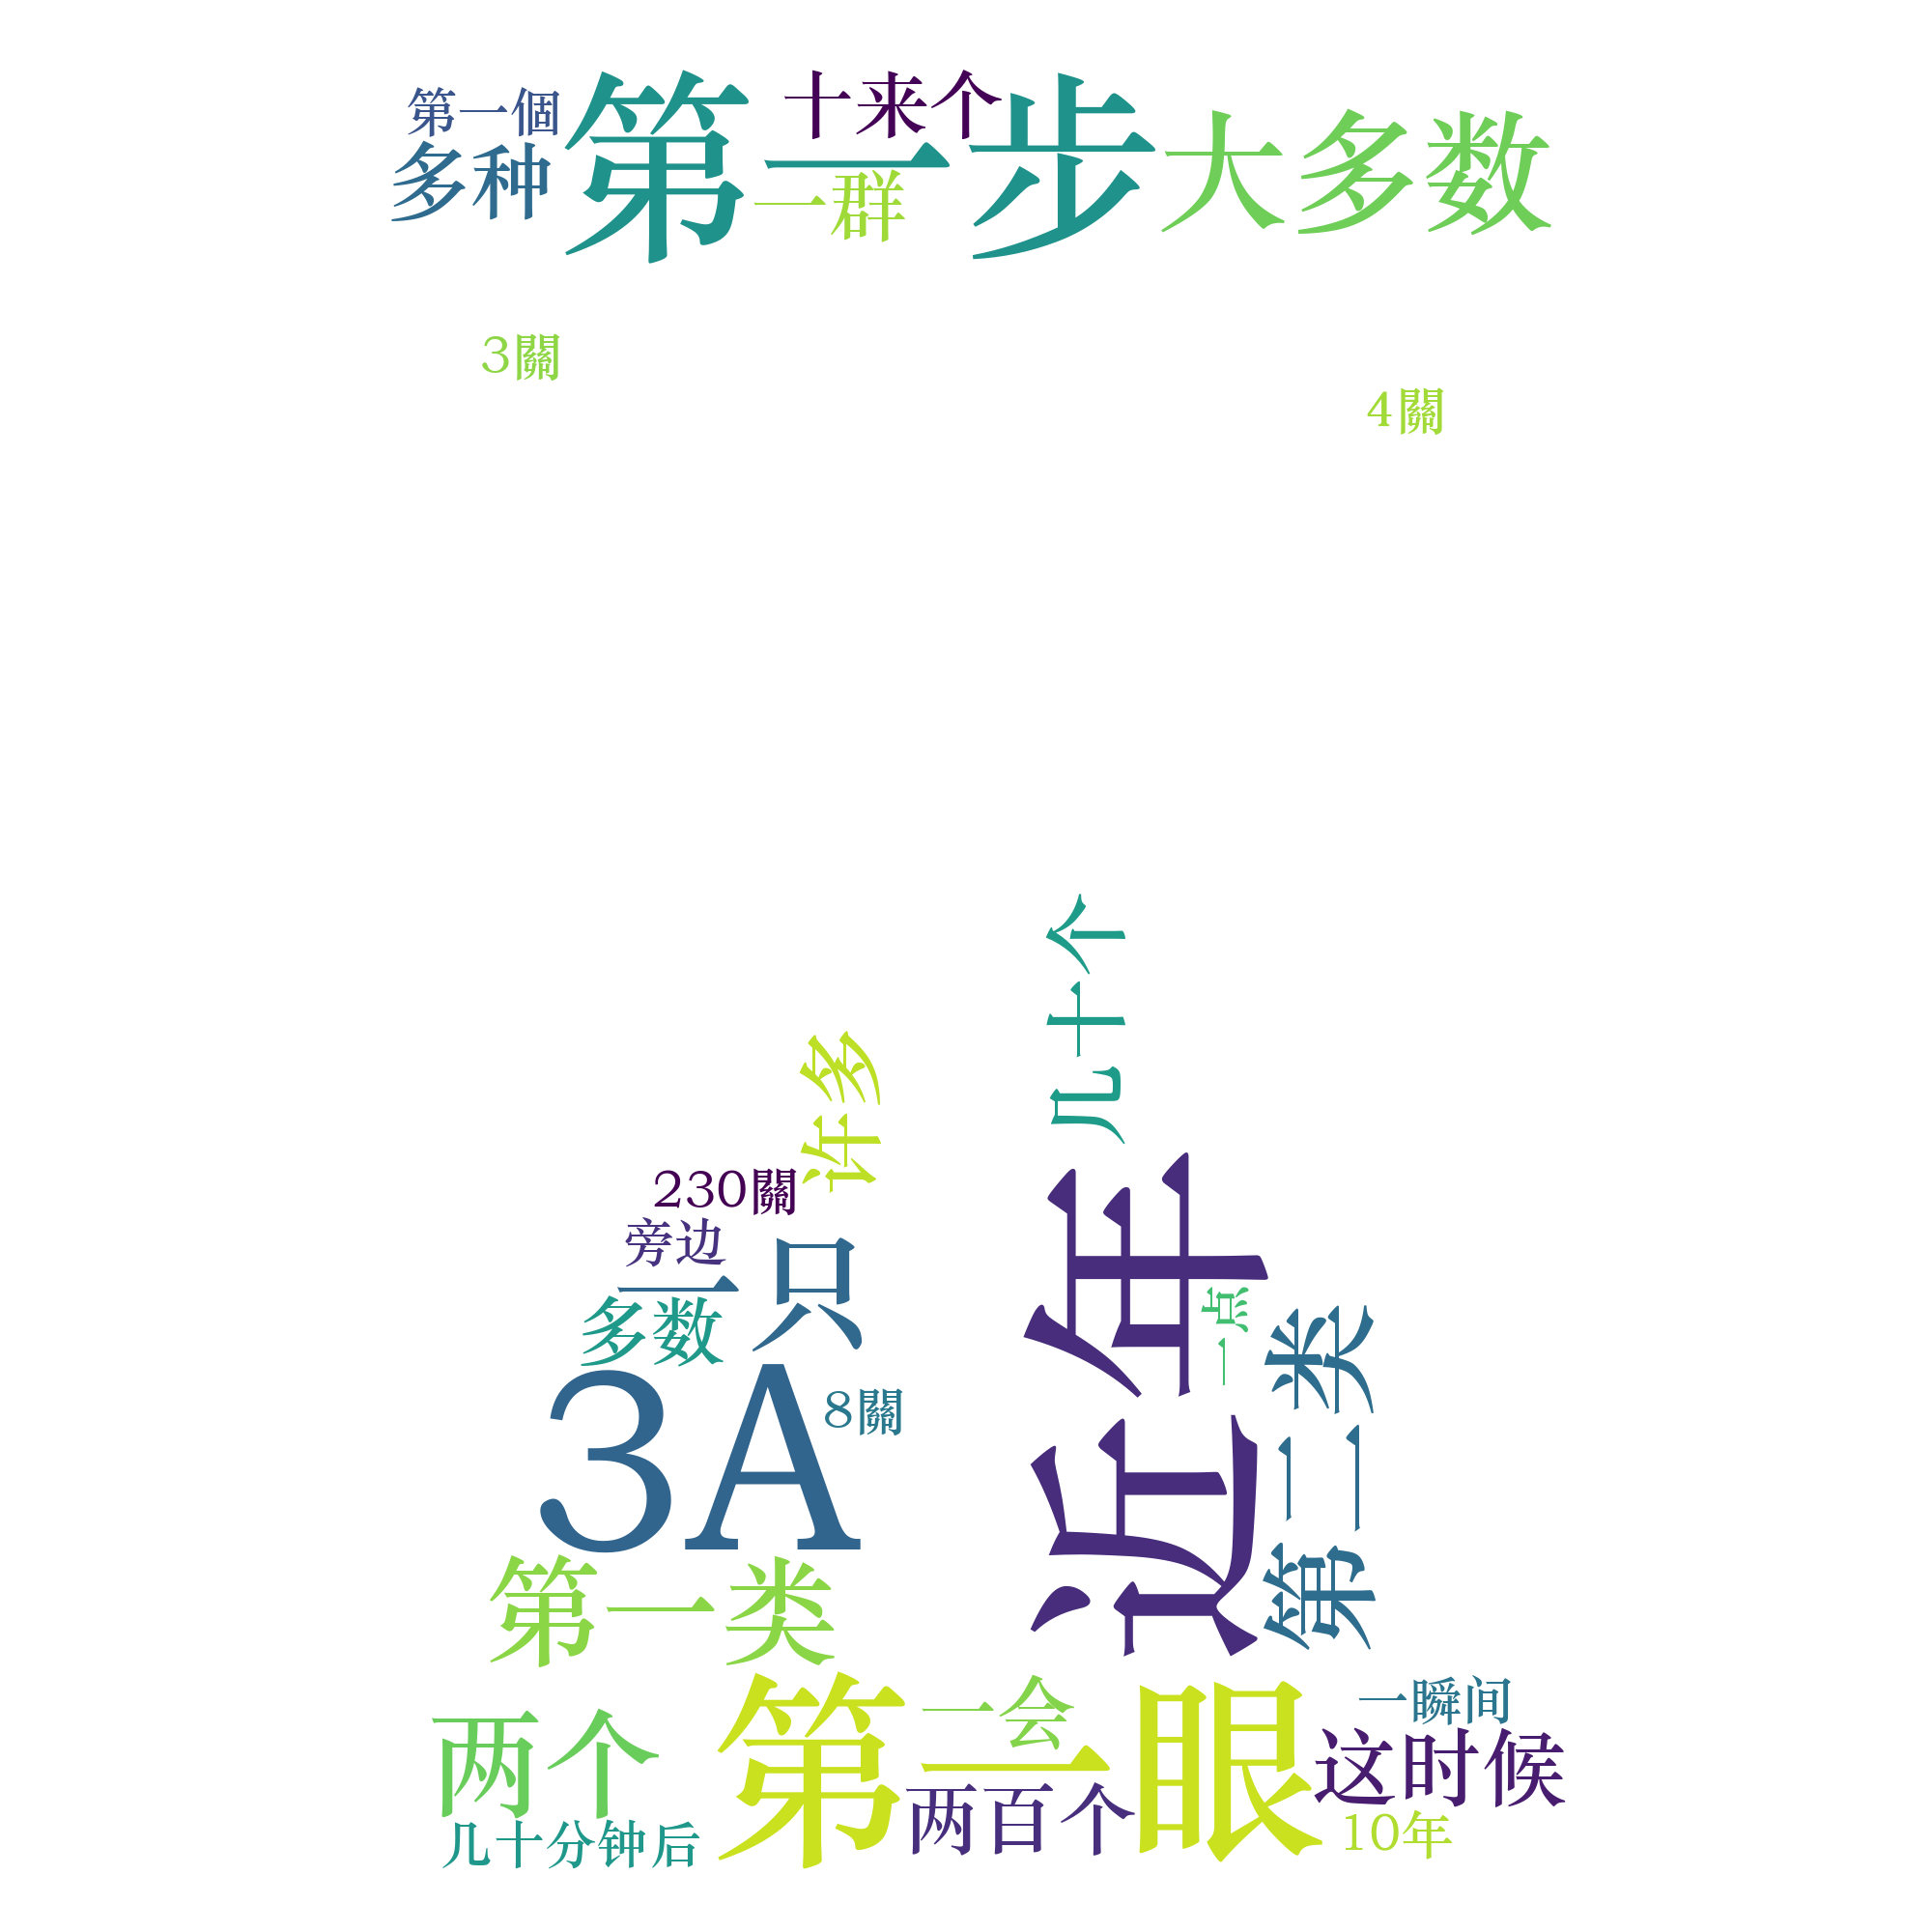 第一個
多种
第一步
十来个
一群
大多数
3關
4關
几十个
许多
230關
旁边
一只
多数
3A
8關
近年
一点
第二类
第一类
两个
第一眼
一会
两百个
一瞬间
这时候
10年
几十分钟后